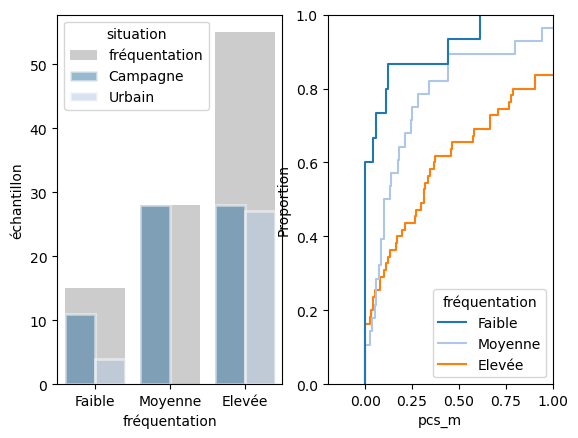 situation
fréquentation
Campagne
Urbain
échantillon
50
40
30
20
10
0
Faible Moyenne Elevée
fréquentation
1.0
0.8
0.6
0.4
0.2
0.0
Proportion
fréquentation
Faible
Moyenne
Elevée
0.00 0.25 0.50 0.75 1.00
pcs_m